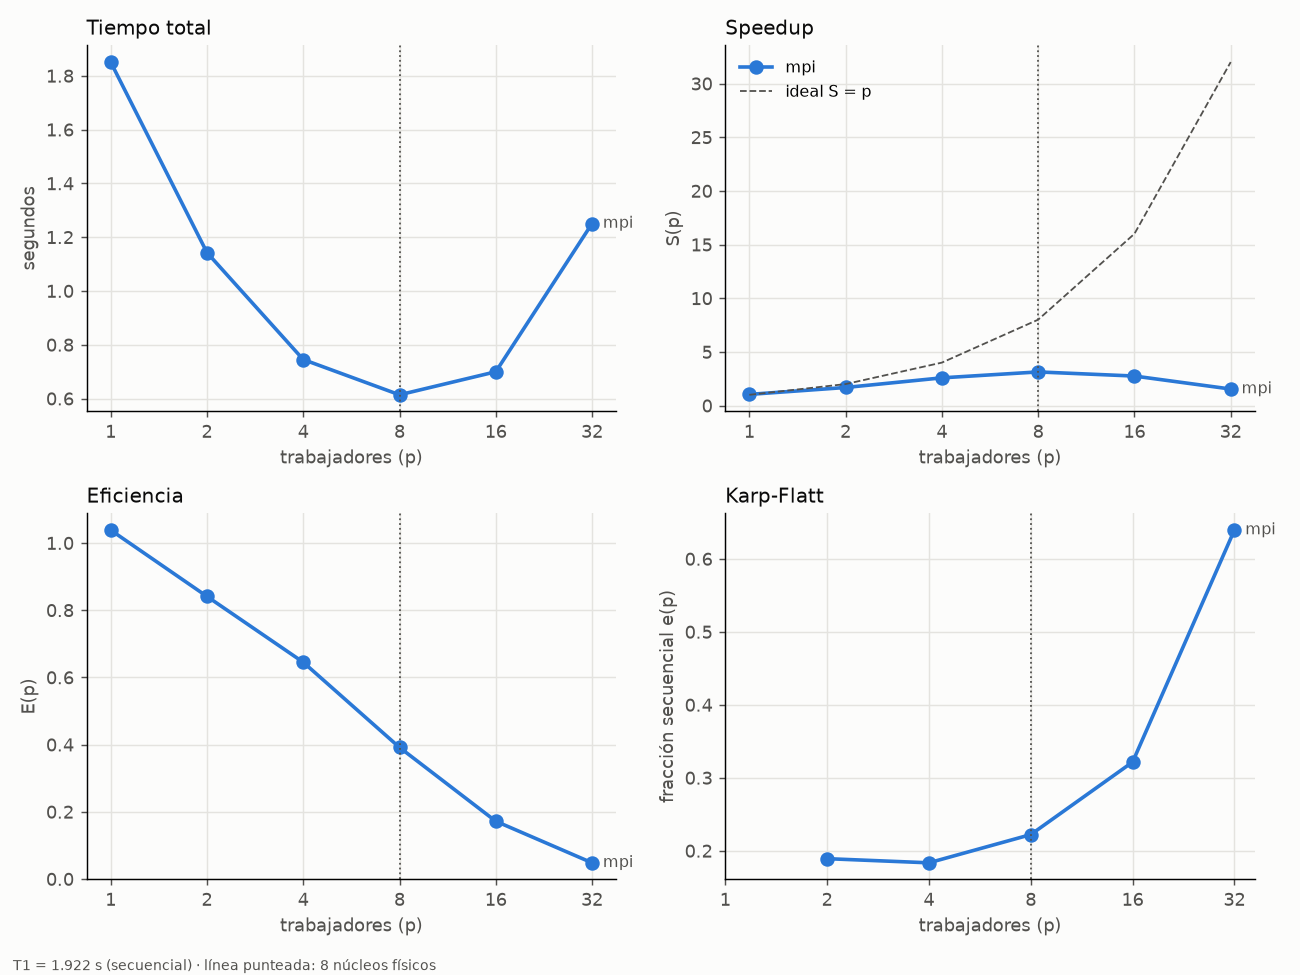 Tiempo total
1.8
1.6
1.4
1.2
1.0
0.8
0.6
segundos
mpi
1 2 4 8 16 32
trabajadores (p)
Speedup
mpi
ideal S = p
30
25
20
15
10
5
0
S(p)
mpi
1 2 4 8 16 32
trabajadores (p)
Eficiencia
1.0
0.8
0.6
0.4
0.2
0.0
E(p)
mpi
1 2 4 8 16 32
trabajadores (p)
Karp-Flatt
0.6
0.5
0.4
0.3
0.2
fracción secuencial e(p)
mpi
1 2 4 8 16 32
trabajadores (p)
T1 = 1.922 s (secuencial) · línea punteada: 8 núcleos físicos